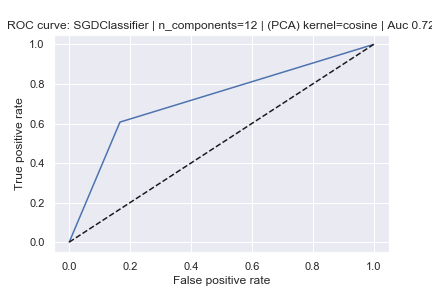 ROC curve: SGDClassifier | n_components=12 | (PCA) kernel=cosine | Auc 0.72
1.0
0.8
0.6
0.4
0.2
0.0
True positive rate
0.0 0.2 0.4 0.6 0.8 1.0
False positive rate